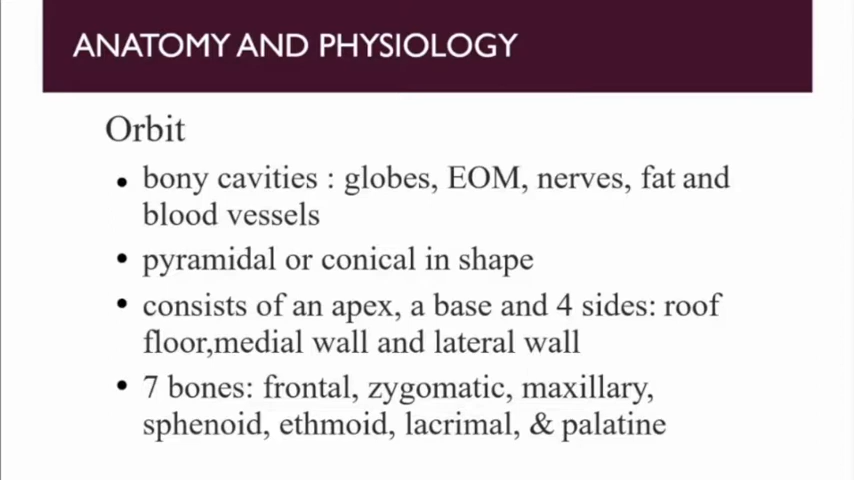 ANATOMY AND PHYSIOLOGY
Orbit
• bony cavities : globes, EOM, nerves, fat and
blood vessels
• pyramidal or conical in shape
• consists of an apex, a base and 4 sides: roof
floor,medial wall and lateral wall
• 7 bones: frontal, zygomatic, maxillary,
sphenoid, ethmoid, lacrimal, & palatine